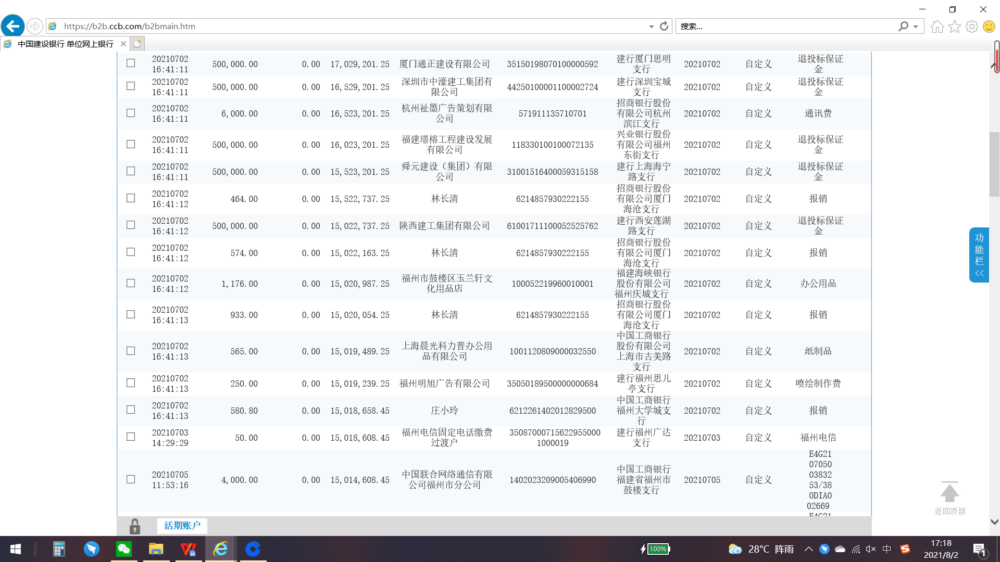 https://b2b.ccb.com/b2bmain.htm
搜索...
中国建设银行 单位网上银行
20210702 16:41:11 500,000.00 0.00 17,029,201.25 厦门通正建设有限公司 35150198070100000592 建行厦门思明支行 20210702 自定义 退投标保证金
20210702 16:41:11 500,000.00 0.00 16,529,201.25 深圳市中濠建工集团有限公司 44250100001100002724 建行深圳宝城支行 20210702 自定义 退投标保证金
20210702 16:41:11 6,000.00 0.00 16,523,201.25 杭州祉墨广告策划有限公司 571911135710701 招商银行股份有限公司杭州滨江支行 20210702 自定义 通讯费
20210702 16:41:11 500,000.00 0.00 16,023,201.25 福建璟榕工程建设发展有限公司 118330100100072135 兴业银行股份有限公司福州东街支行 20210702 自定义 退投标保证金
20210702 16:41:11 500,000.00 0.00 15,523,201.25 舜元建设（集团）有限公司 31001516400059315158 建行上海海宁路支行 20210702 自定义 退投标保证金
20210702 16:41:12 464.00 0.00 15,522,737.25 林长清 6214857930222155 招商银行股份有限公司厦门海沧支行 20210702 自定义 报销
20210702 16:41:12 500,000.00 0.00 15,022,737.25 陕西建工集团有限公司 61001711100052525762 建行西安莲湖路支行 20210702 自定义 退投标保证金
20210702 16:41:12 574.00 0.00 15,022,163.25 林长清 6214857930222155 招商银行股份有限公司厦门海沧支行 20210702 自定义 报销
20210702 16:41:12 1,176.00 0.00 15,020,987.25 福州市鼓楼区玉兰轩文化用品店 100052219960010001 福建海峡银行股份有限公司福州庆城支行 20210702 自定义 办公用品
20210702 16:41:13 933.00 0.00 15,020,054.25 林长清 6214857930222155 招商银行股份有限公司厦门海沧支行 20210702 自定义 报销
20210702 16:41:13 565.00 0.00 15,019,489.25 上海晨光科力普办公用品有限公司 1001120809000032550 中国工商银行股份有限公司上海市古美路支行 20210702 自定义 纸制品
20210702 16:41:13 250.00 0.00 15,019,239.25 福州明旭广告有限公司 35050189500000000684 建行福州思儿亭支行 20210702 自定义 喷绘制作费
20210702 16:41:13 580.80 0.00 15,018,658.45 庄小玲 6212261402012829500 中国工商银行福州大学城支行 20210702 自定义 报销
20210703 14:29:29 50.00 0.00 15,018,608.45 福州电信固定电话缴费过渡户 350870007156229550001000019 建行福州广达支行 20210703 自定义 福州电信
20210705 11:53:16 4,000.00 0.00 15,014,608.45 中国联合网络通信有限公司福州市分公司 1402023209005406990 中国工商银行福建省福州市鼓楼支行 20210705 自定义 E4G21 07050 03832 53/38 0DIA0 02669
E4G21
功能栏
返回顶部
活期账户
100%
28°C 阵雨
中
17:18
2021/8/2
1